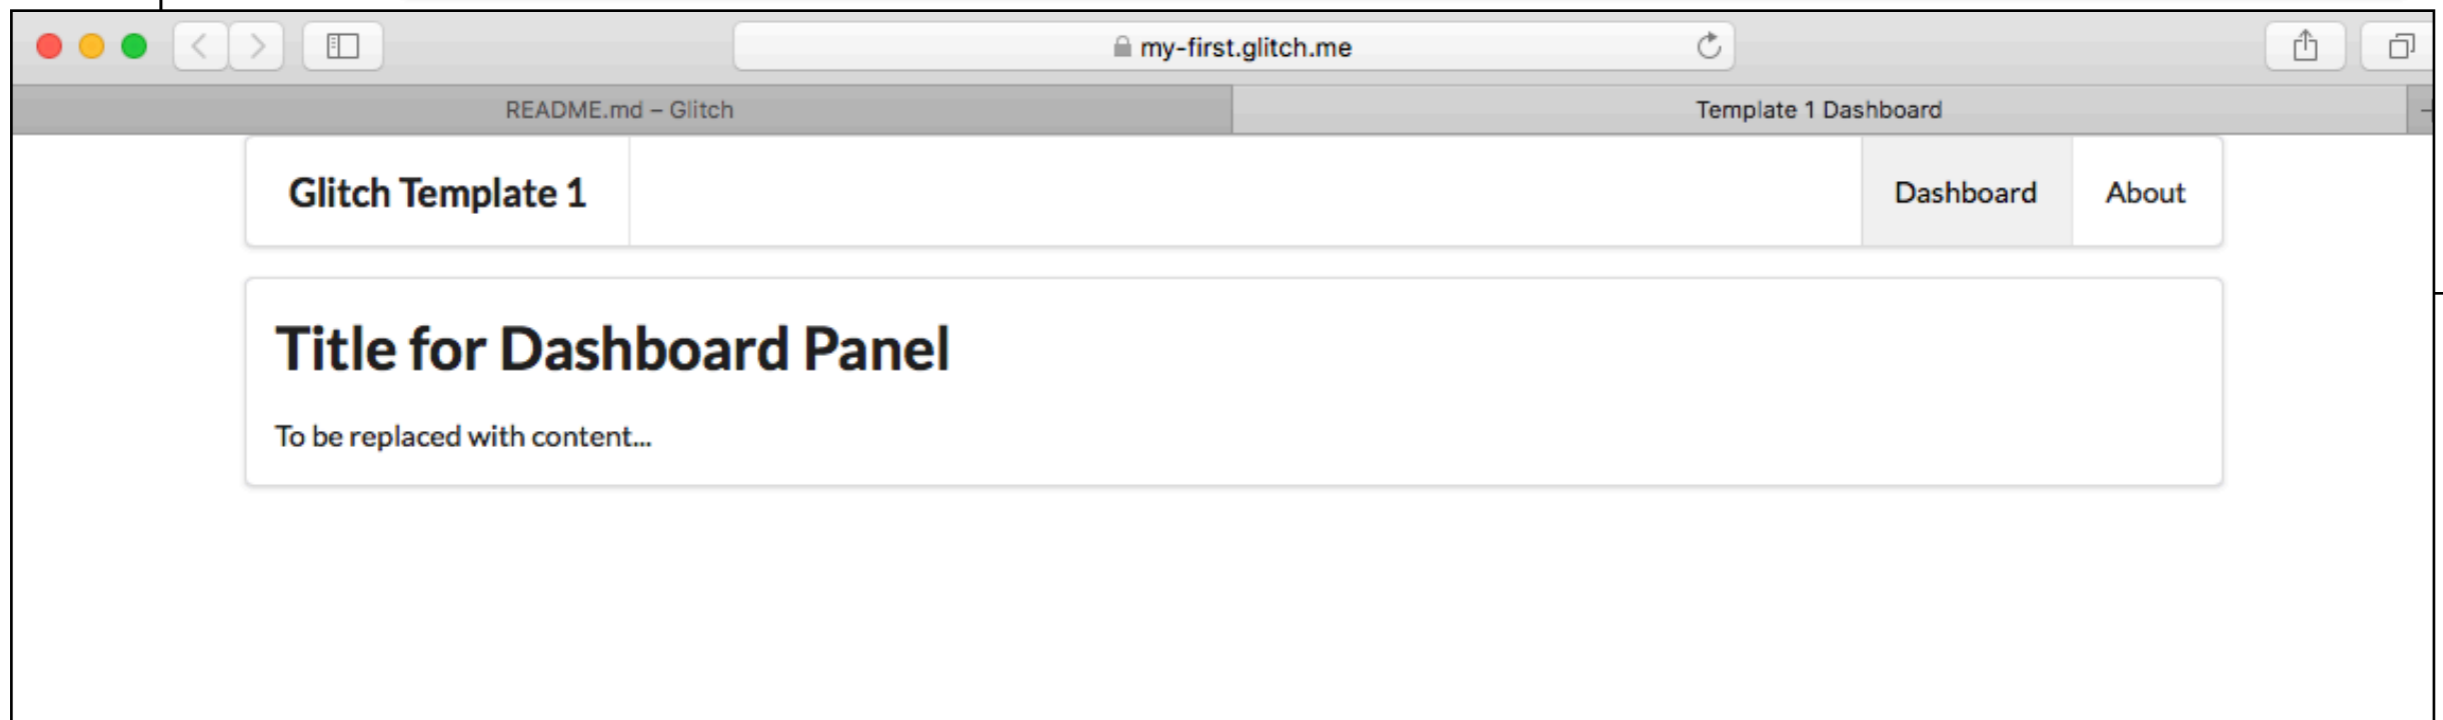 my-first.glitch.me
README.md – Glitch
Template 1 Dashboard
Glitch Template 1
Dashboard
About
Title for Dashboard Panel
To be replaced with content...